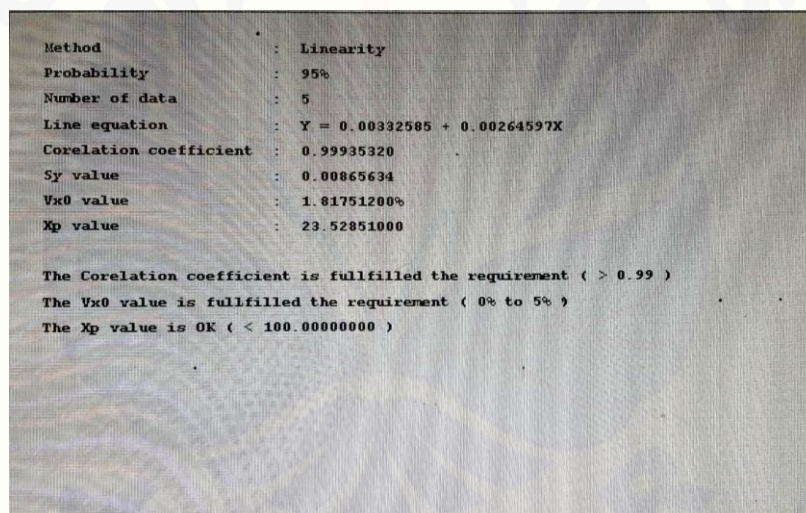 Method : Linearity
Probability : 95%
Number of data : 5
Line equation : Y = 0.00332585 + 0.00264597X
Corelation coefficient : 0.99935320
Sy value : 0.00865634
Vx0 value : 1.81751200%
Xp value : 23.52851000
The Corelation coefficient is fullfilled the requirement ( > 0.99 )
The Vx0 value is fullfilled the requirement ( 0% to 5% )
The Xp value is OK ( < 100.00000000 )